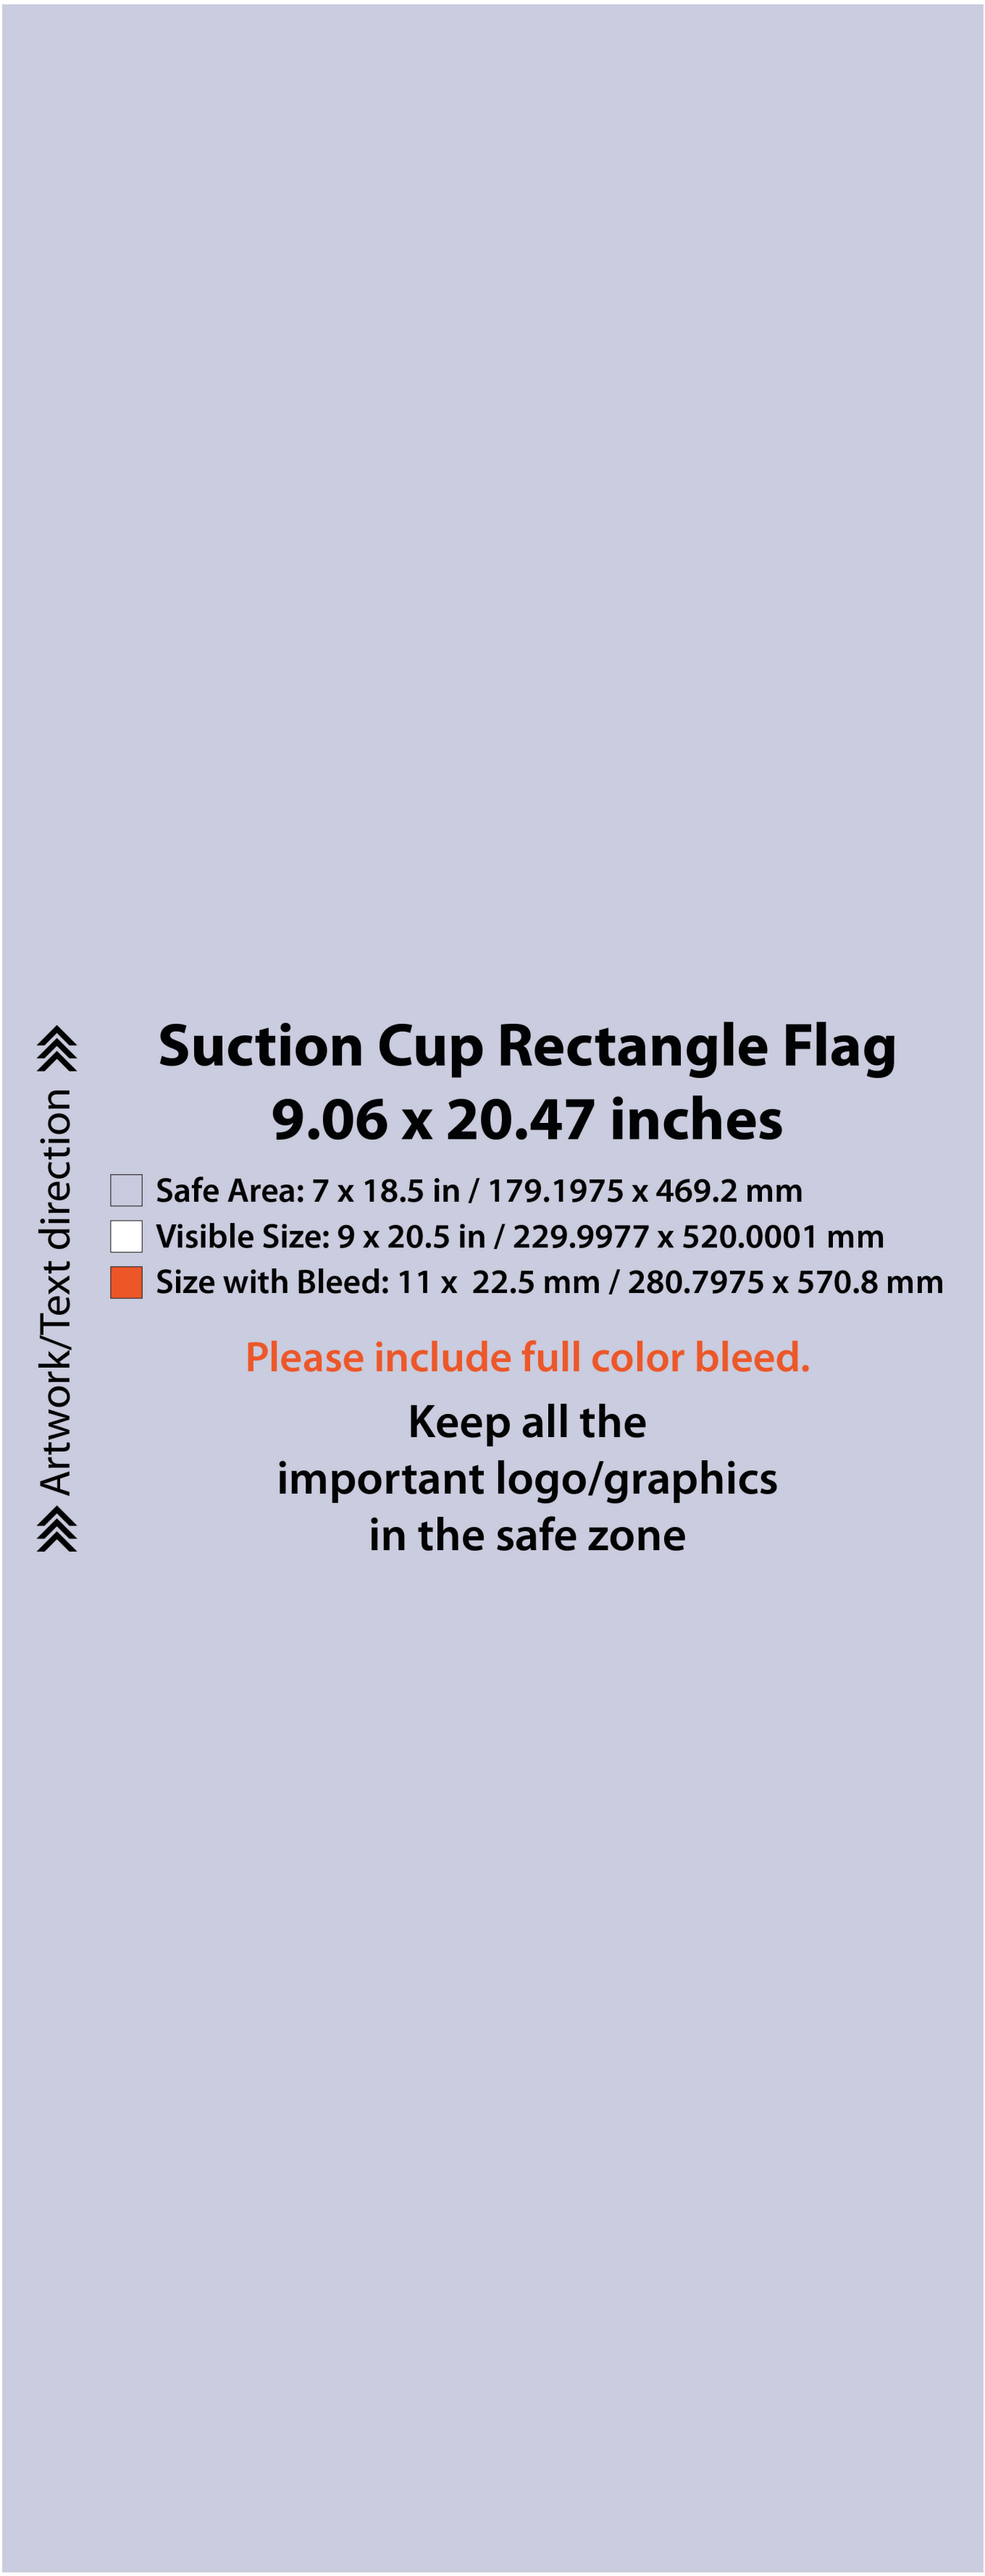 Suction Cup Rectangle Flag
9.06 x 20.47 inches
Safe Area: 7 x 18.5 in / 179.1975 x 469.2 mm
Visible Size: 9 x 20.5 in / 229.9977 x 520.0001 mm
Size with Bleed: 11 x  22.5 mm / 280.7975 x 570.8 mm
Please include full color bleed.
Keep all the
important logo/graphics
in the safe zone
Artwork/Text direction